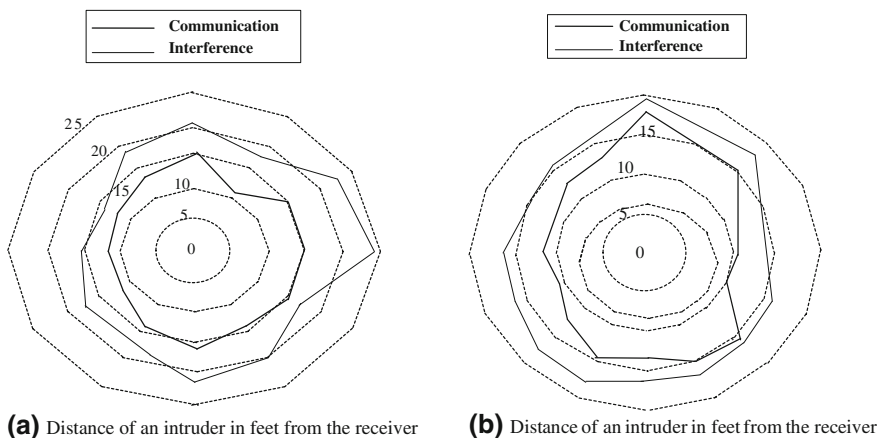 Communication
Interference
25
20
15
10
5
0
(a) Distance of an intruder in feet from the receiver
Communication
Interference
15
10
5
0
(b) Distance of an intruder in feet from the receiver